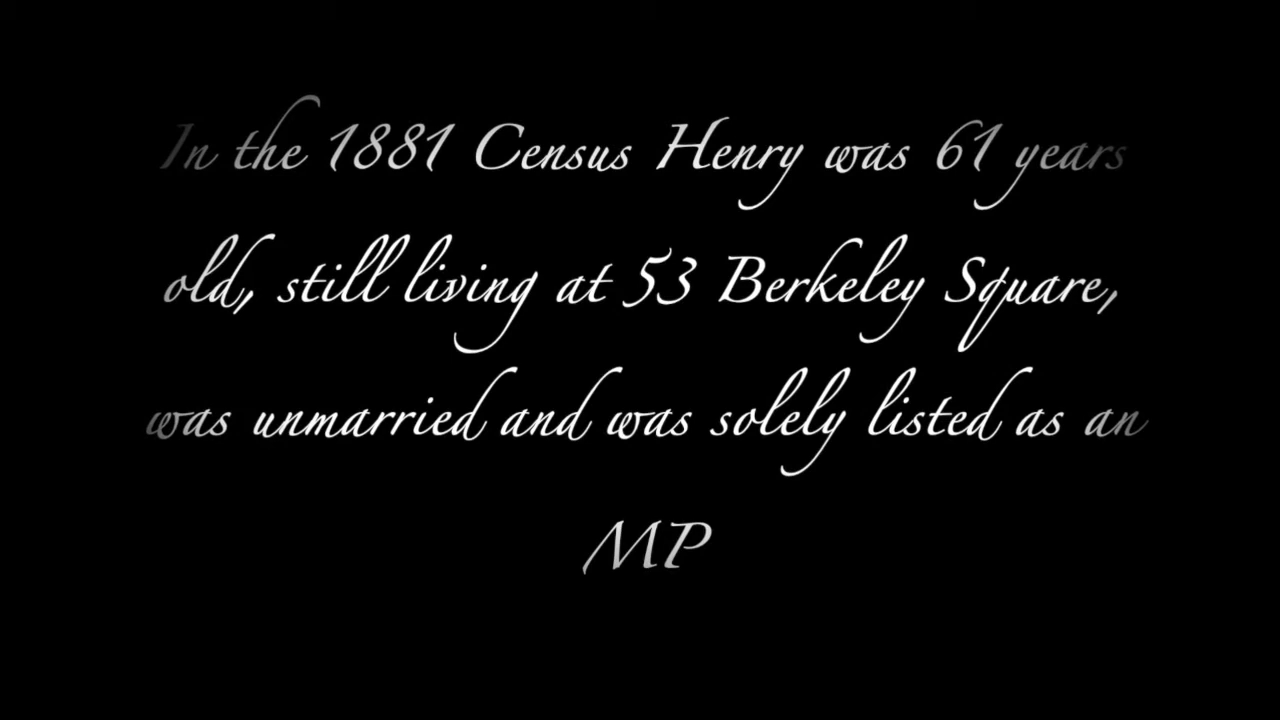 In the 1881 Census Henry was 61 years
old, still living at 53 Berkeley Square,
was unmarried and was solely listed as an
MP